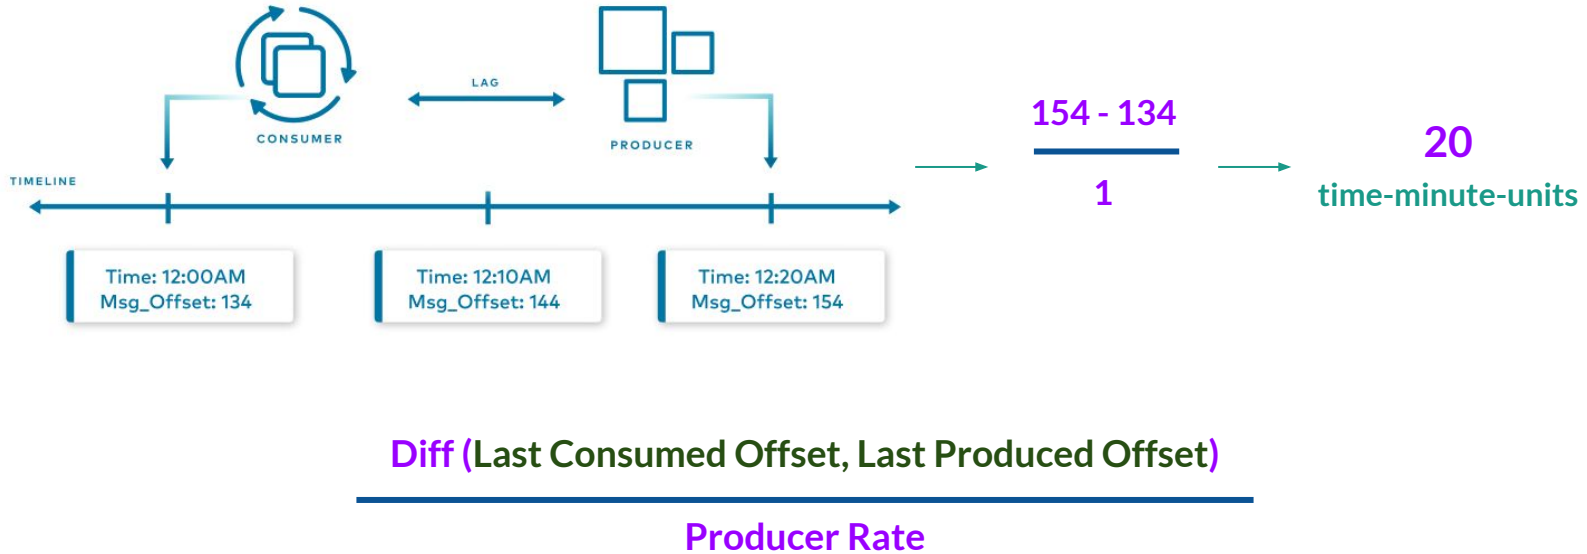 LAG
CONSUMER
PRODUCER
TIMELINE
Time: 12:00AM
Msg_Offset: 134
Time: 12:10AM
Msg_Offset: 144
Time: 12:20AM
Msg_Offset: 154
154 - 134
1
20
time-minute-units
Diff (Last Consumed Offset, Last Produced Offset)
Producer Rate